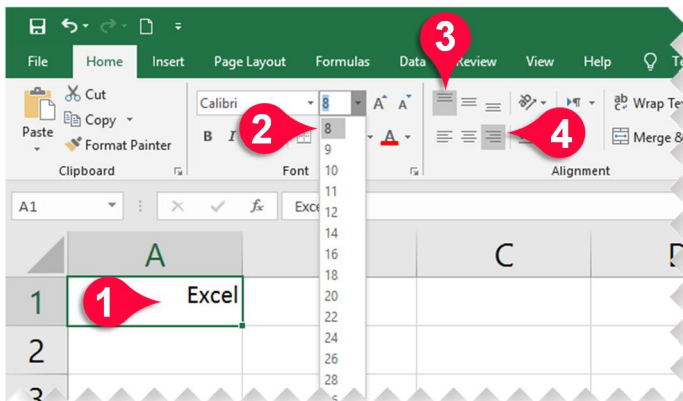 3
File Home Insert Page Layout Formulas Data Review View Help
Cut Calibri 8 A A ab Wrap
Paste Copy 2 8 4 Merge &
Format Painter B I 9 A
Clipboard Font 10 Alignment
A1 fx Exce 11
12
14
A 16 C D
18
1 1 Excel 20
22
2 24
26
3 28